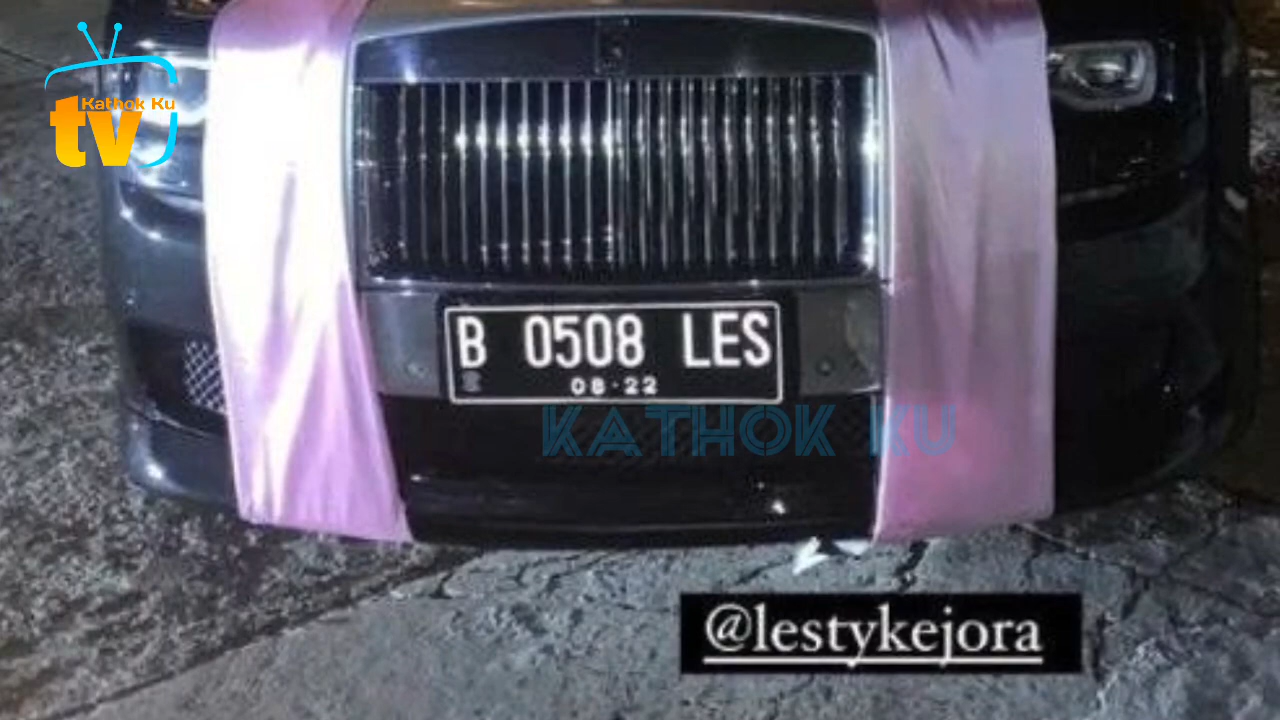 Kathok Ku
tv
B 0508 LES
08·22
KATHOK KU
@lestykejora